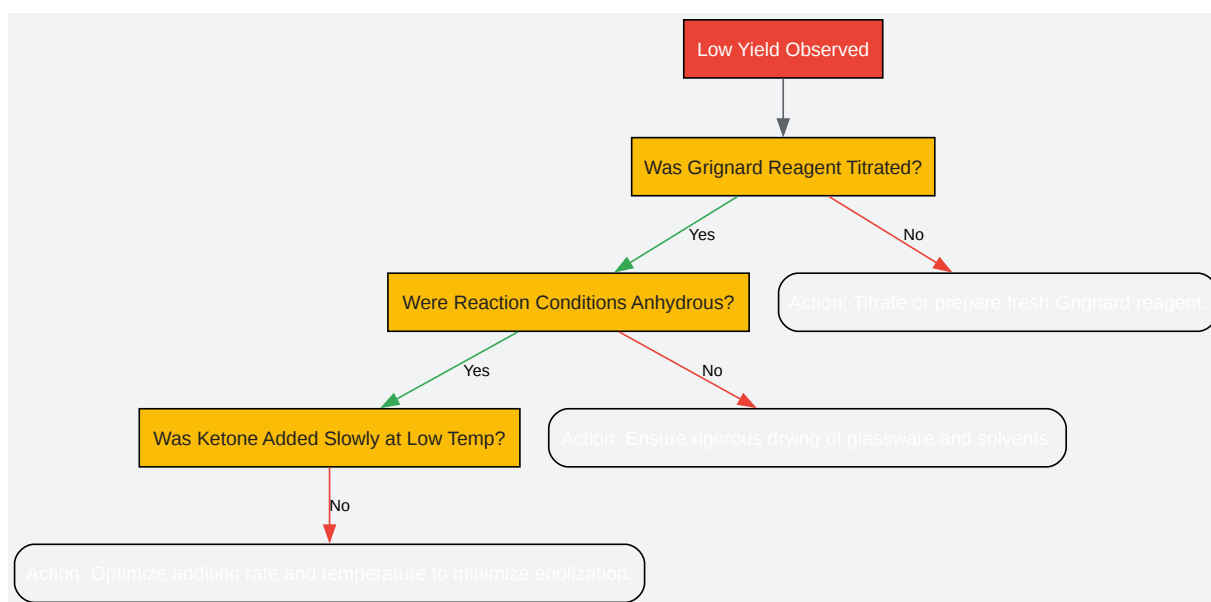 Low Yield Observed
Was Grignard Reagent Titrated?
Yes
No
Were Reaction Conditions Anhydrous?
Action: Titrate or prepare fresh Grignard reagent.
Yes
No
Was Ketone Added Slowly at Low Temp?
Action: Ensure rigorous drying of glassware and solvents.
No
Action: Optimize addition rate and temperature to minimize enolization.